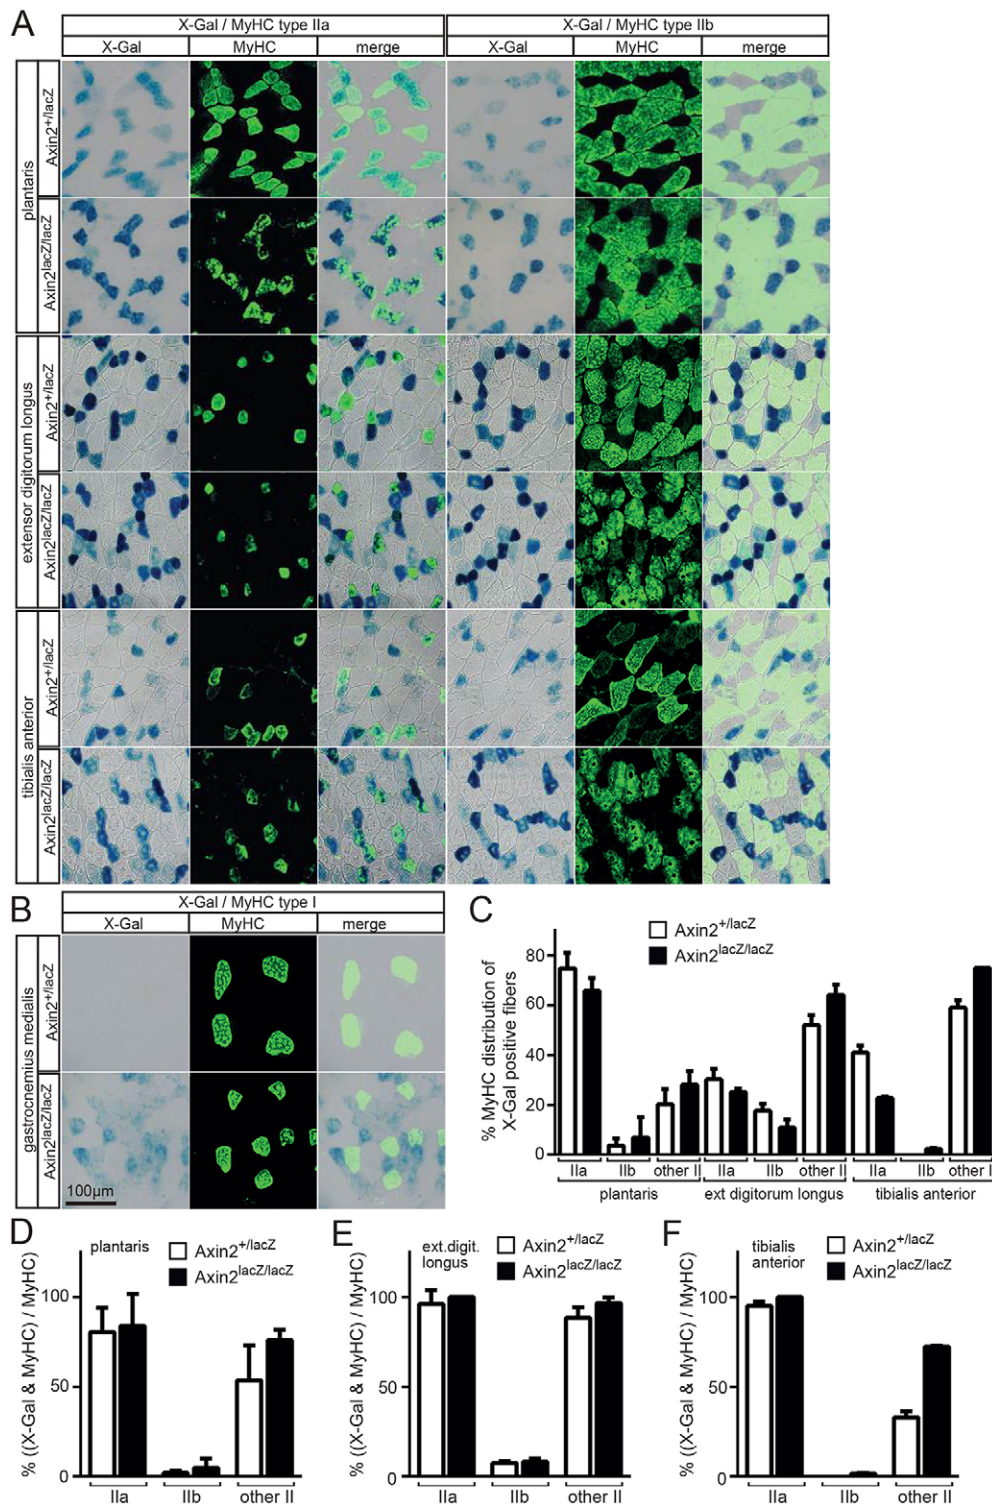 A
X-Gal / MyHC type IIa
X-Gal / MyHC type IIb
X-Gal
MyHC
merge
X-Gal
MyHC
merge
plantaris
Axin2+/lacZ
Axin2lacZ/lacZ
extensor digitorum longus
Axin2+/lacZ
Axin2lacZ/lacZ
tibialis anterior
Axin2+/lacZ
Axin2lacZ/lacZ
B
X-Gal / MyHC type I
X-Gal
MyHC
merge
gastrocnemius medialis
Axin2+/lacZ
Axin2lacZ/lacZ
100µm
C
Axin2+/lacZ
Axin2lacZ/lacZ
% MyHC distribution of
X-Gal positive fibers
80
60
40
20
0
IIa
IIb
other II
IIa
IIb
other II
IIa
IIb
other II
plantaris
ext digitorum longus
tibialis anterior
D
plantaris
Axin2+/lacZ
Axin2lacZ/lacZ
% ((X-Gal & MyHC) / MyHC)
100
50
0
IIa
IIb
other II
E
ext.digit.
longus
Axin2+/lacZ
Axin2lacZ/lacZ
% ((X-Gal & MyHC) / MyHC)
100
50
0
IIa
IIb
other II
F
tibialis
anterior
Axin2+/lacZ
Axin2lacZ/lacZ
% ((X-Gal & MyHC) / MyHC)
100
50
0
IIa
IIb
other II